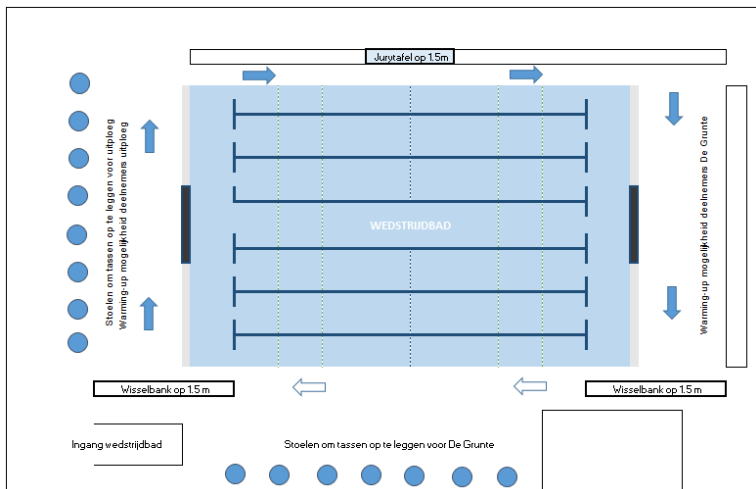 Jurytafel op 1.5m
Stoelen om tassen op te leggen voor uitploeg
Warming-up mogelijkheid deelnemers uitploeg
WEDSTRIJDBAD
Warming-up mogelijkheid deelnemers De Grunte
Wisselbank op 1.5 m
Wisselbank op 1.5 m
Ingang wedstrijdbad
Stoelen om tassen op te leggen voor De Grunte